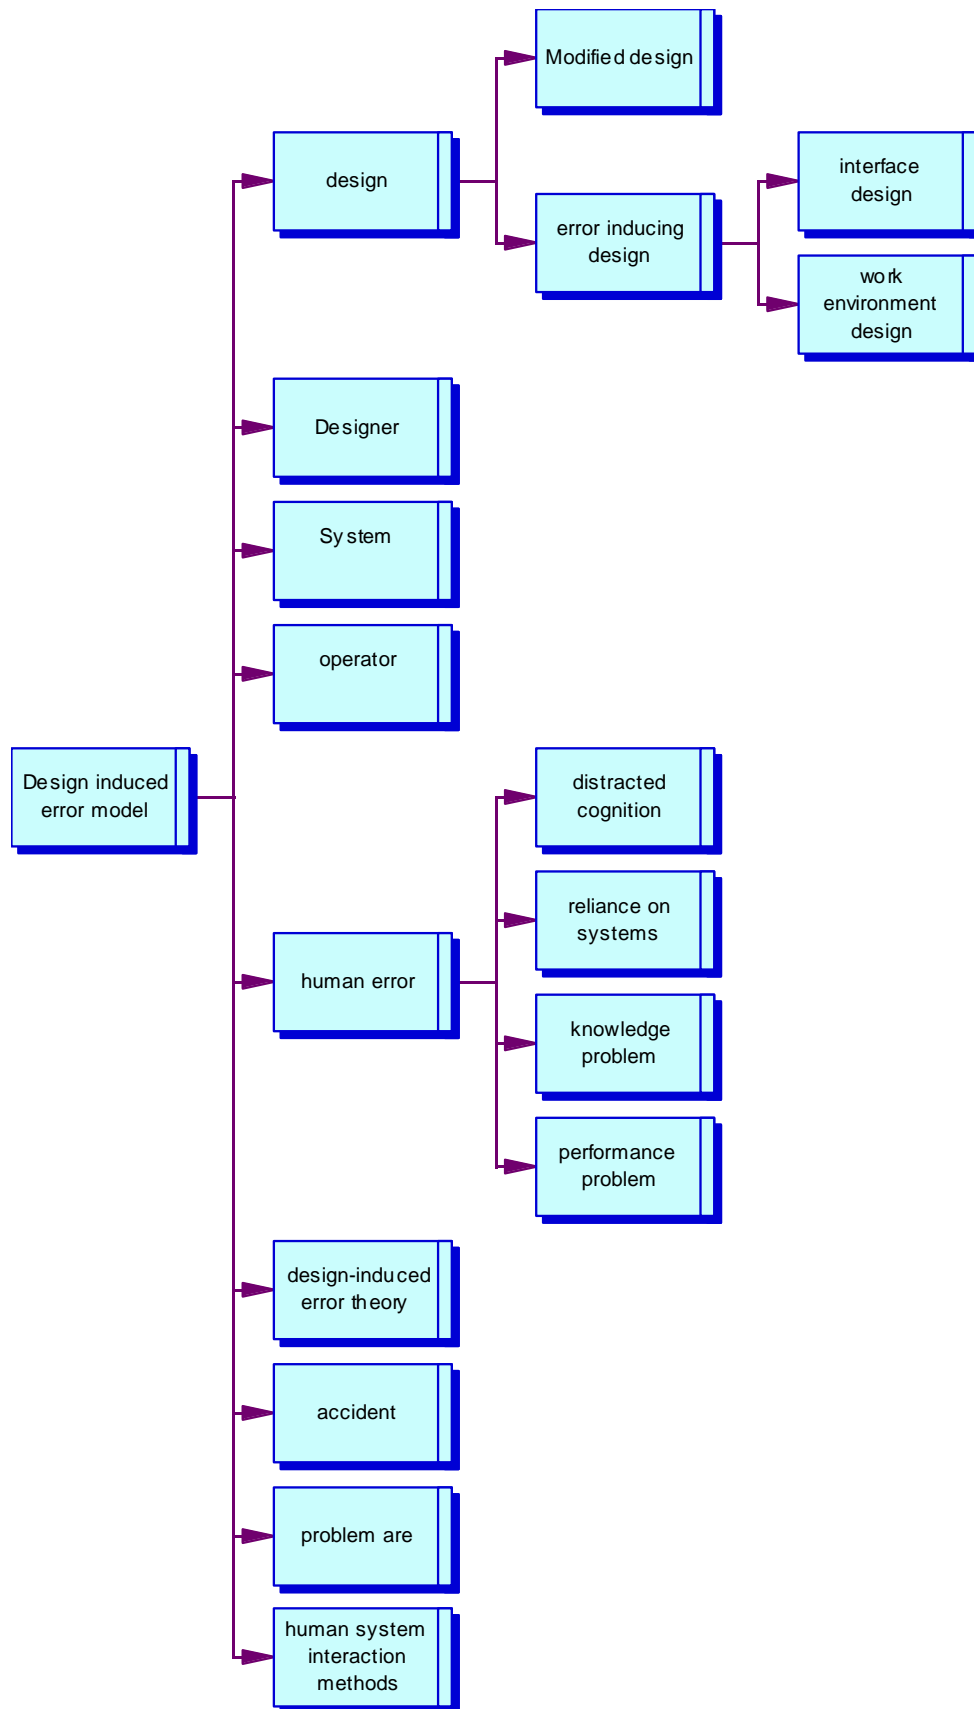 Modified design
design
interface
design
error inducing
design
work
environment
design
Designer
System
operator
Design induced
error model
distracted
cognition
reliance on
systems
human error
knowledge
problem
performance
problem
design-induced
error theory
accident
problem are
human system
interaction
methods